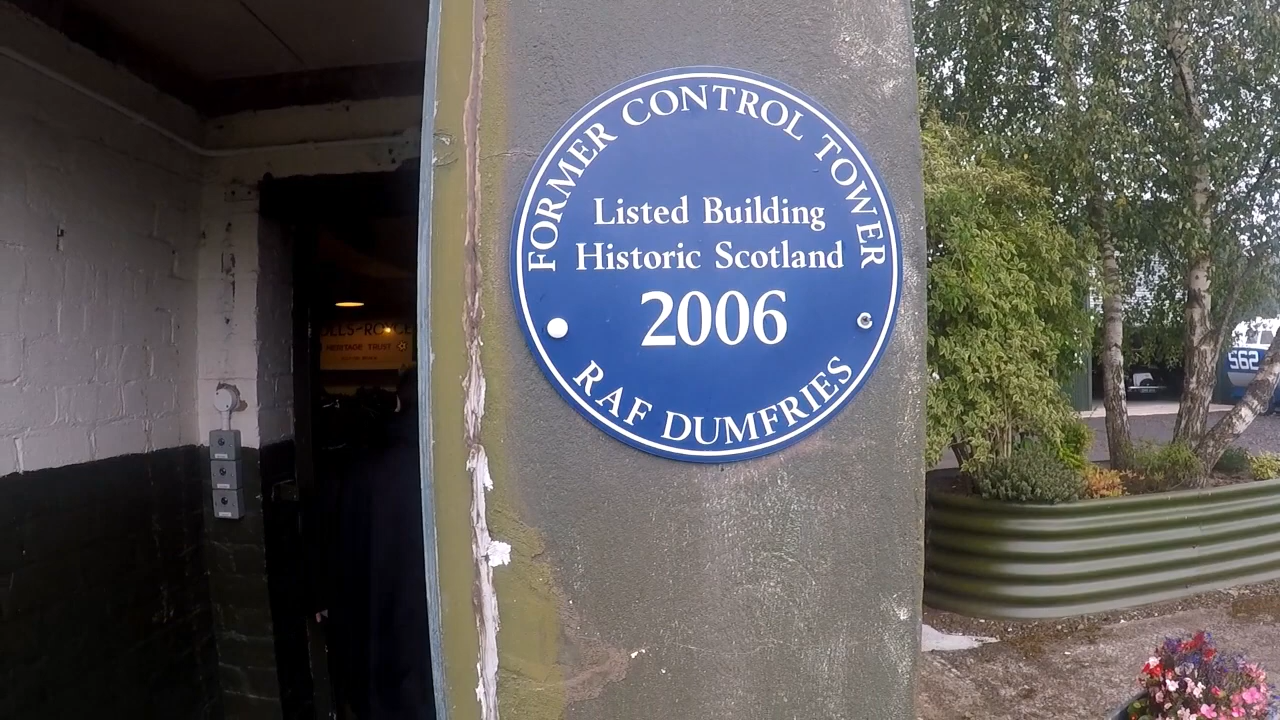 FORMER CONTROL TOWER
Listed Building
Historic Scotland
2006
RAF DUMFRIES
HERITAGE TRUST
562